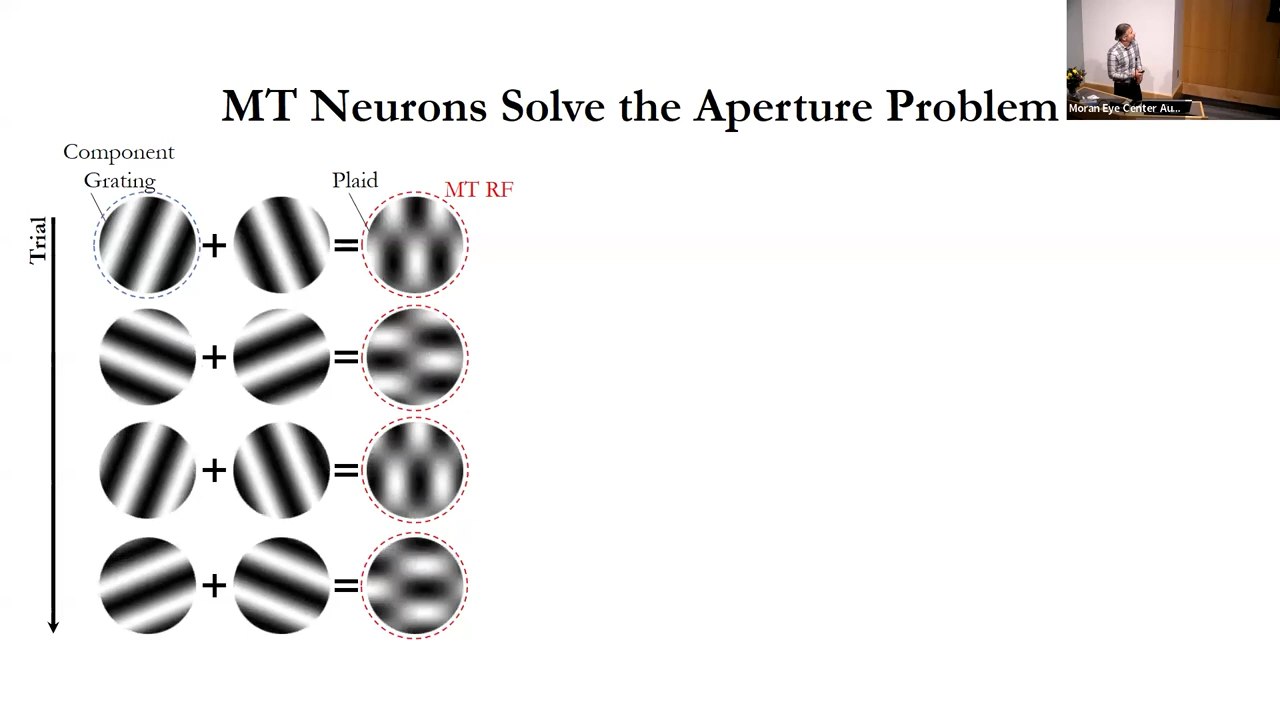 MT Neurons Solve the Aperture Problem
Moran Eye Center Au...
Component
Grating
Plaid
MT RF
Trial
+
=
+
=
+
=
+
=